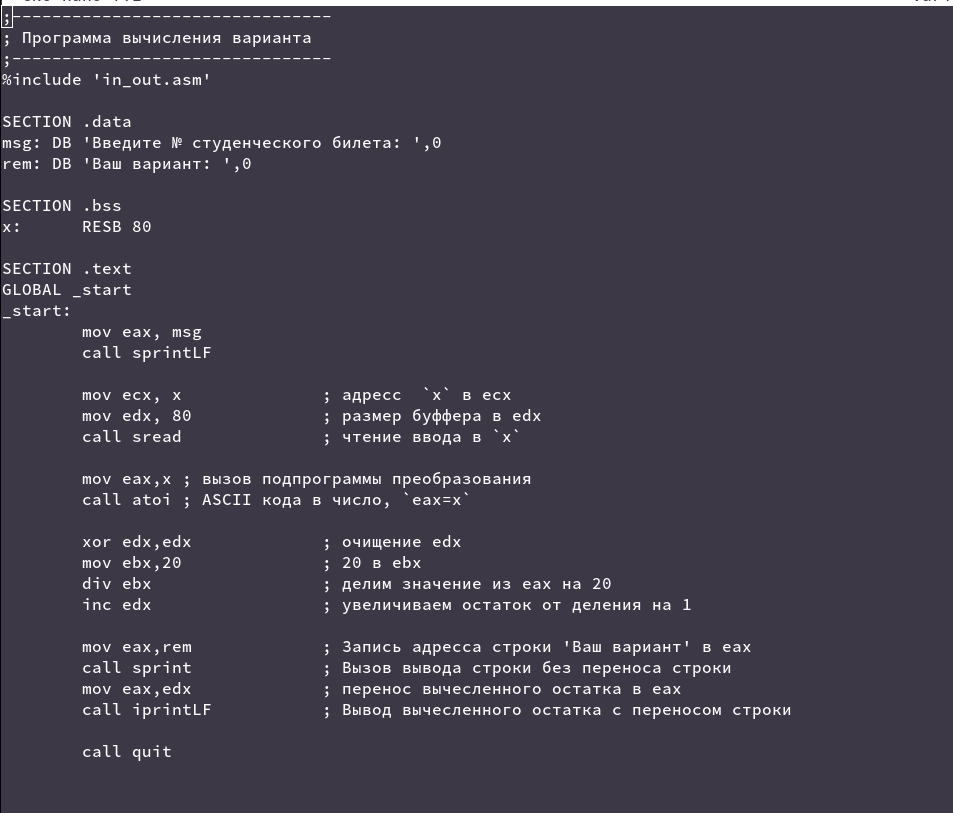 ;--------------------------------
; Программа вычисления варианта
;--------------------------------
%include 'in_out.asm'
SECTION .data
msg: DB 'Введите № студенческого билета: ',0
rem: DB 'Ваш вариант: ',0
SECTION .bss
x:      RESB 80
SECTION .text
GLOBAL _start
_start:
        mov eax, msg
        call sprintLF
        mov ecx, x              ; адресс  `x` в ecx
        mov edx, 80             ; размер буффера в edx
        call sread              ; чтение ввода в `x`
        mov eax,x ; вызов подпрограммы преобразования
        call atoi ; ASCII кода в число, `eax=x`
        xor edx,edx             ; очищение edx
        mov ebx,20              ; 20 в ebx
        div ebx                 ; делим значение из eax на 20
        inc edx                 ; увеличиваем остаток от деления на 1
        mov eax,rem             ; Запись адресса строки 'Ваш вариант' в eax
        call sprint             ; Вызов вывода строки без переноса строки
        mov eax,edx             ; перенос вычесленного остатка в eax
        call iprintLF           ; Вывод вычесленного остатка с переносом строки
        call quit